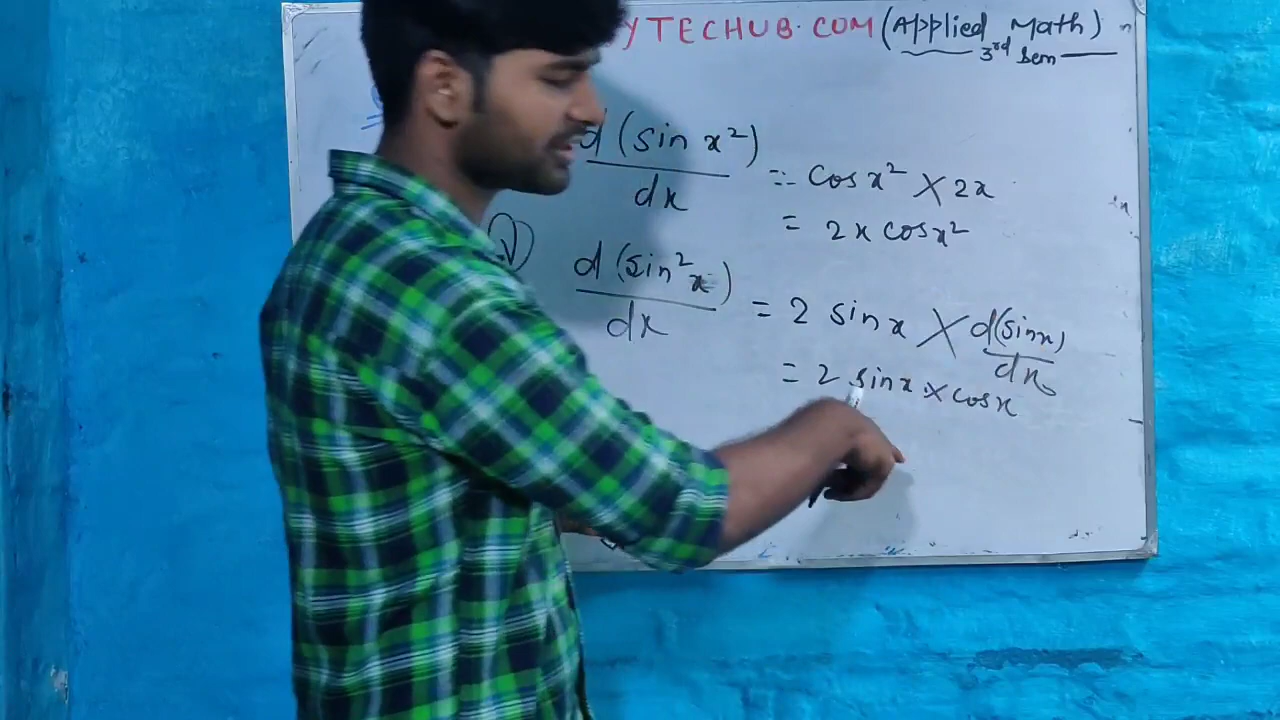 YTECHUB.COM (Applied Math)
3rd Sem
d (sin x²)
dx
= cos x² × 2x
= 2x cos x²
d (sin² x)
dx
= 2 sin x × d(sin x)
dx
= 2 sin x × cos x